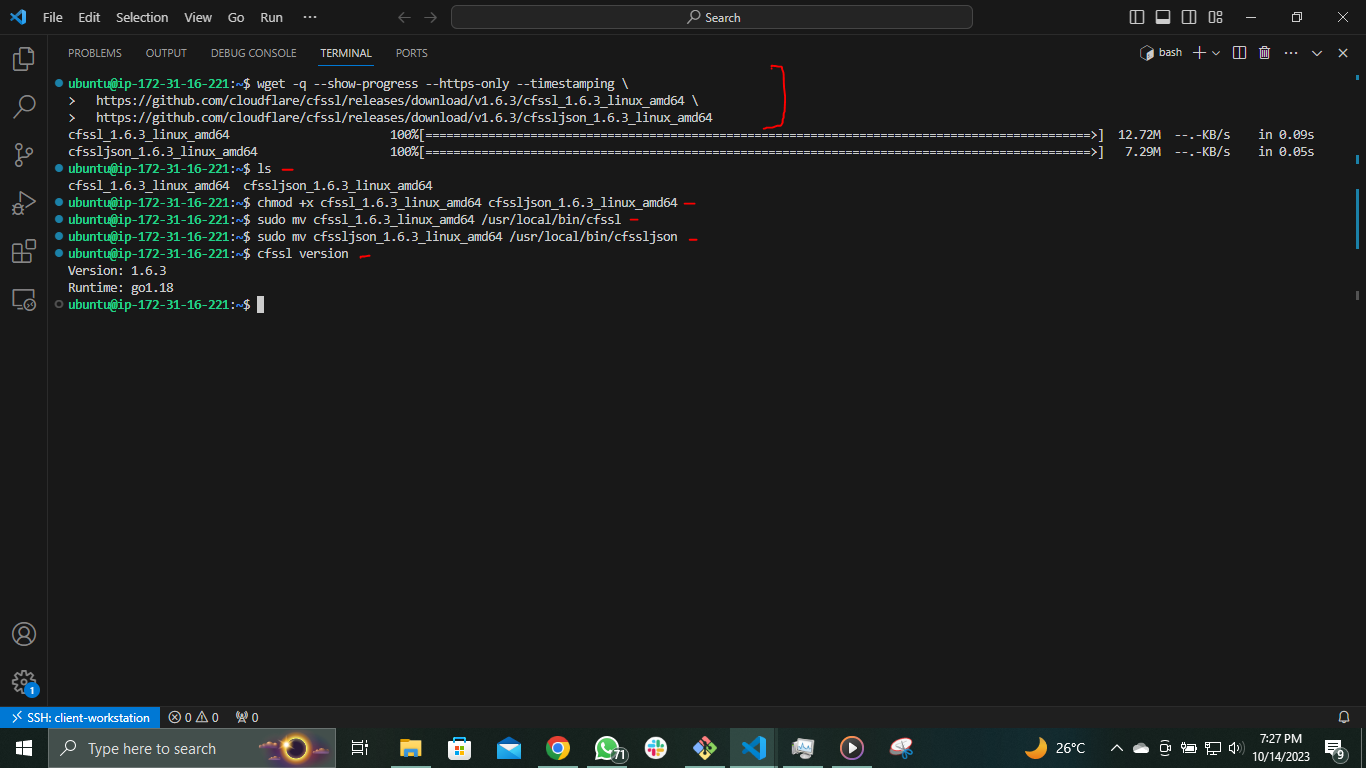 File Edit Selection View Go Run ··· Search
PROBLEMS OUTPUT DEBUG CONSOLE TERMINAL PORTS bash
ubuntu@ip-172-31-16-221:~$ wget -q --show-progress --https-only --timestamping \
> https://github.com/cloudflare/cfssl/releases/download/v1.6.3/cfssl_1.6.3_linux_amd64 \
> https://github.com/cloudflare/cfssl/releases/download/v1.6.3/cfssljson_1.6.3_linux_amd64
cfssl_1.6.3_linux_amd64 100%[===============================================================================================>] 12.72M --.-KB/s in 0.09s
cfssljson_1.6.3_linux_amd64 100%[===============================================================================================>] 7.29M --.-KB/s in 0.05s
ubuntu@ip-172-31-16-221:~$ ls
cfssl_1.6.3_linux_amd64 cfssljson_1.6.3_linux_amd64
ubuntu@ip-172-31-16-221:~$ chmod +x cfssl_1.6.3_linux_amd64 cfssljson_1.6.3_linux_amd64
ubuntu@ip-172-31-16-221:~$ sudo mv cfssl_1.6.3_linux_amd64 /usr/local/bin/cfssl
ubuntu@ip-172-31-16-221:~$ sudo mv cfssljson_1.6.3_linux_amd64 /usr/local/bin/cfssljson
ubuntu@ip-172-31-16-221:~$ cfssl version
Version: 1.6.3
Runtime: go1.18
ubuntu@ip-172-31-16-221:~$
1
SSH: client-workstation 0 0 0
Type here to search 71 26°C 7:27 PM
10/14/2023 9